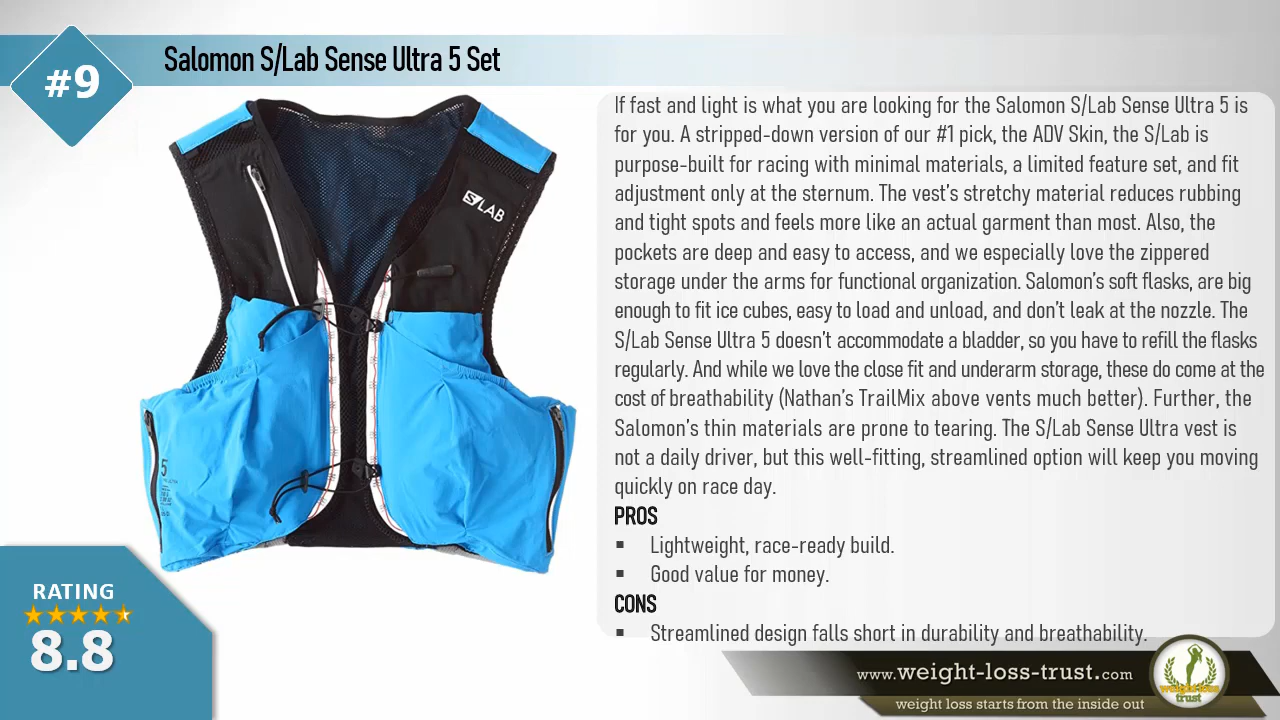 #9
Salomon S/Lab Sense Ultra 5 Set
S/LAB
5
If fast and light is what you are looking for the Salomon S/Lab Sense Ultra 5 is
for you. A stripped-down version of our #1 pick, the ADV Skin, the S/Lab is
purpose-built for racing with minimal materials, a limited feature set, and fit
adjustment only at the sternum. The vest's stretchy material reduces rubbing
and tight spots and feels more like an actual garment than most. Also, the
pockets are deep and easy to access, and we especially love the zippered
storage under the arms for functional organization. Salomon's soft flasks, are big
enough to fit ice cubes, easy to load and unload, and don't leak at the nozzle. The
S/Lab Sense Ultra 5 doesn't accommodate a bladder, so you have to refill the flasks
regularly. And while we love the close fit and underarm storage, these do come at the
cost of breathability (Nathan's TrailMix above vents much better). Further, the
Salomon's thin materials are prone to tearing. The S/Lab Sense Ultra vest is
not a daily driver, but this well-fitting, streamlined option will keep you moving
quickly on race day.
PROS
▪ Lightweight, race-ready build.
▪ Good value for money.
CONS
▪ Streamlined design falls short in durability and breathability.
RATING
8.8
www.weight-loss-trust.com
weight loss starts from the inside out
weight loss
trust